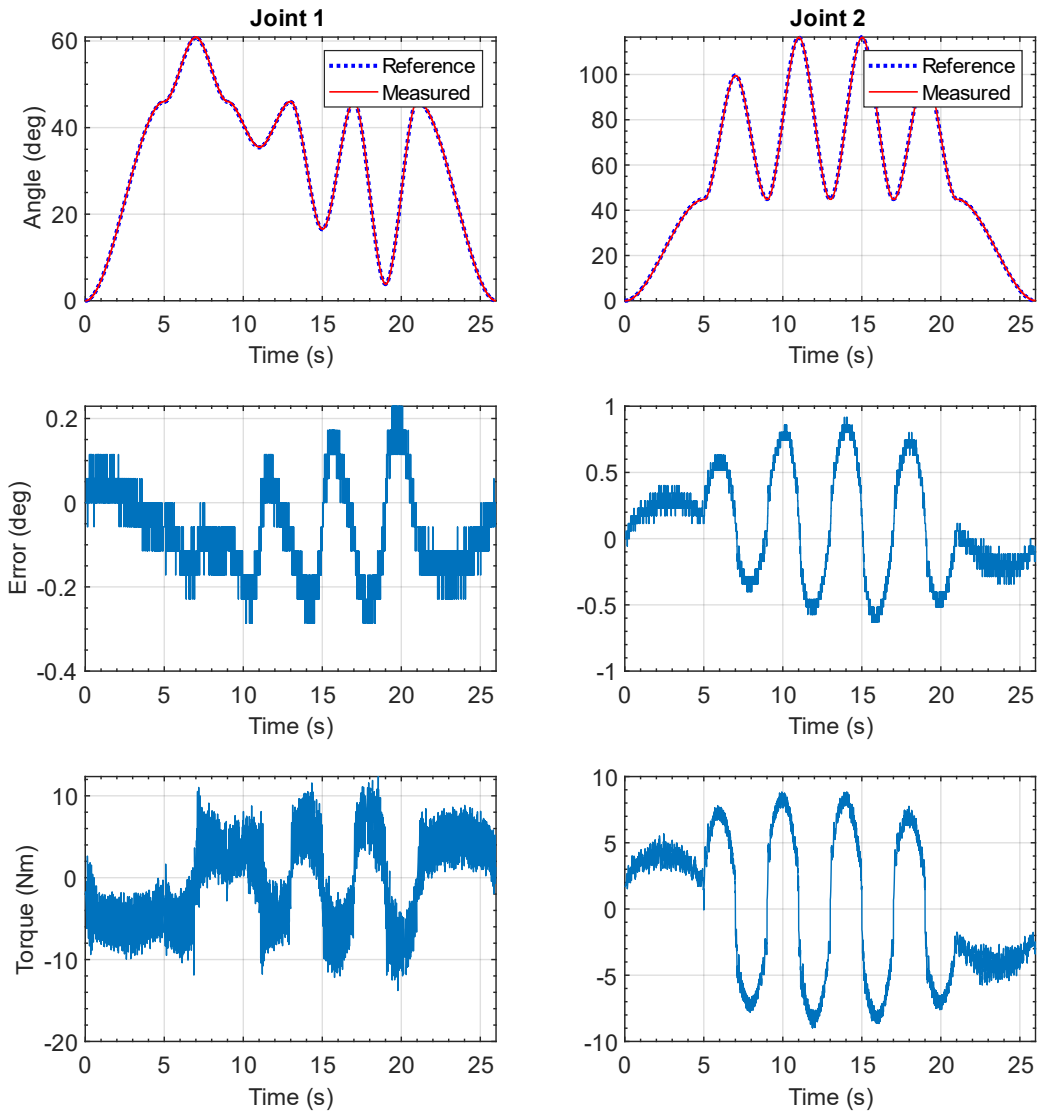 Joint 1
Joint 2
60
40
20
0
Angle (deg)
Reference
Measured
0 5 10 15 20 25
Time (s)
100
80
60
40
20
0
Reference
Measured
0 5 10 15 20 25
Time (s)
0.2
0
-0.2
-0.4
Error (deg)
0 5 10 15 20 25
Time (s)
1
0.5
0
-0.5
-1
0 5 10 15 20 25
Time (s)
10
0
-10
-20
Torque (Nm)
0 5 10 15 20 25
Time (s)
10
5
0
-5
-10
0 5 10 15 20 25
Time (s)